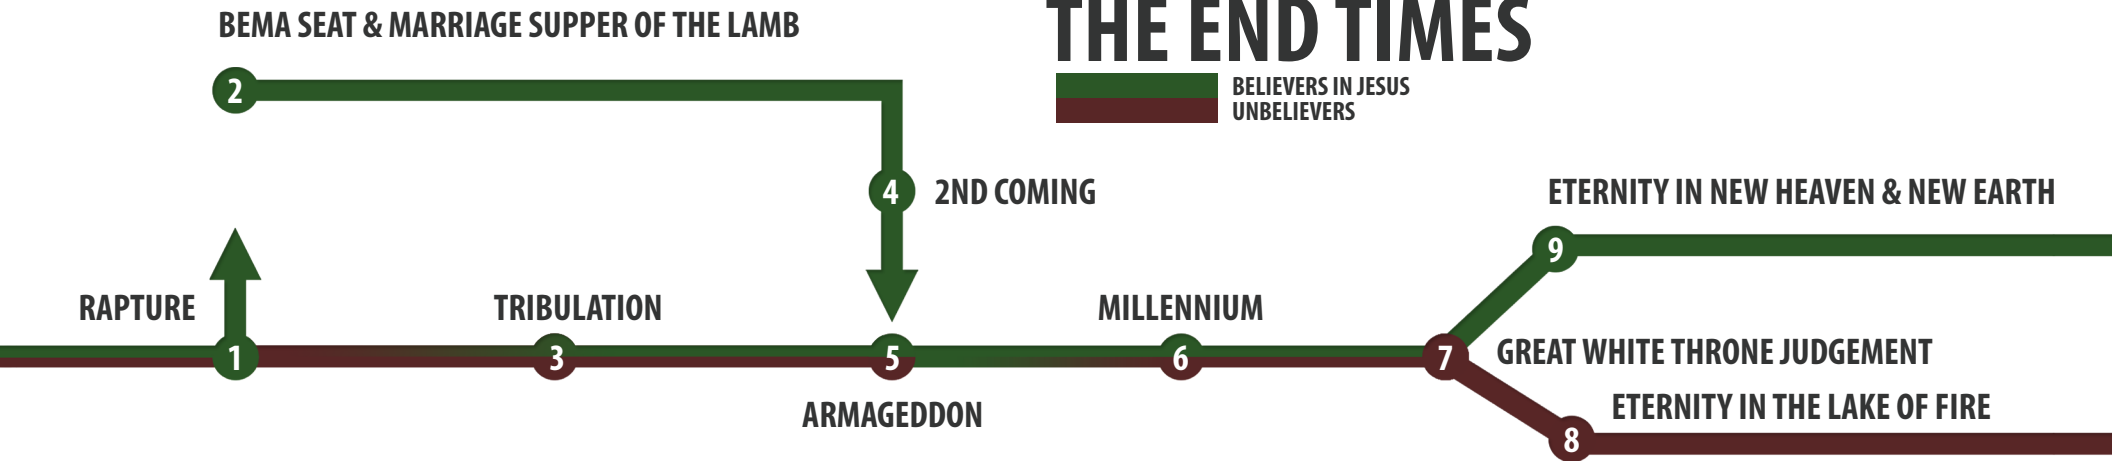 THE END TIMES
BELIEVERS IN JESUS
UNBELIEVERS
BEMA SEAT & MARRIAGE SUPPER OF THE LAMB
2
4
2ND COMING
RAPTURE
1
TRIBULATION
3
5
ARMAGEDDON
MILLENNIUM
6
7
GREAT WHITE THRONE JUDGEMENT
ETERNITY IN NEW HEAVEN & NEW EARTH
9
ETERNITY IN THE LAKE OF FIRE
8